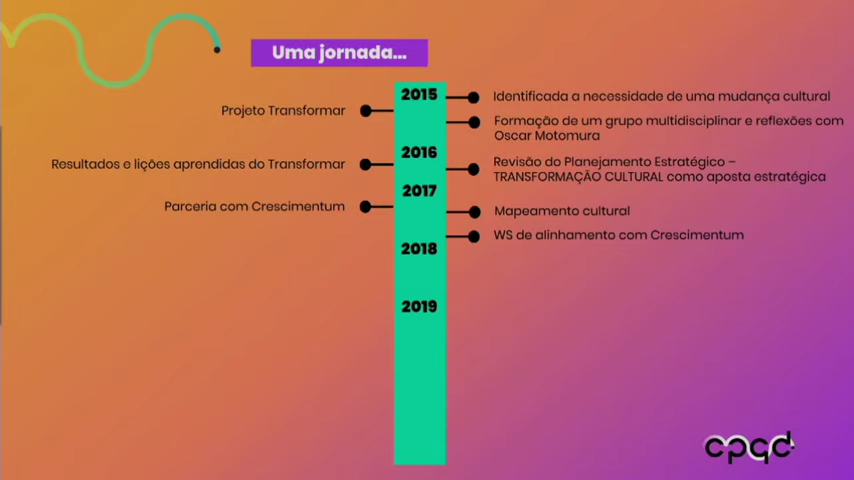 Uma jornada...
2015
Identificada a necessidade de uma mudança cultural
Projeto Transformar
Formação de um grupo multidisciplinar e reflexões com
Oscar Motomura
2016
Resultados e lições aprendidas do Transformar
Revisão do Planejamento Estratégico –
TRANSFORMAÇÃO CULTURAL como aposta estratégica
2017
Parceria com Crescimentum
Mapeamento cultural
WS de alinhamento com Crescimentum
2018
2019
cpqd